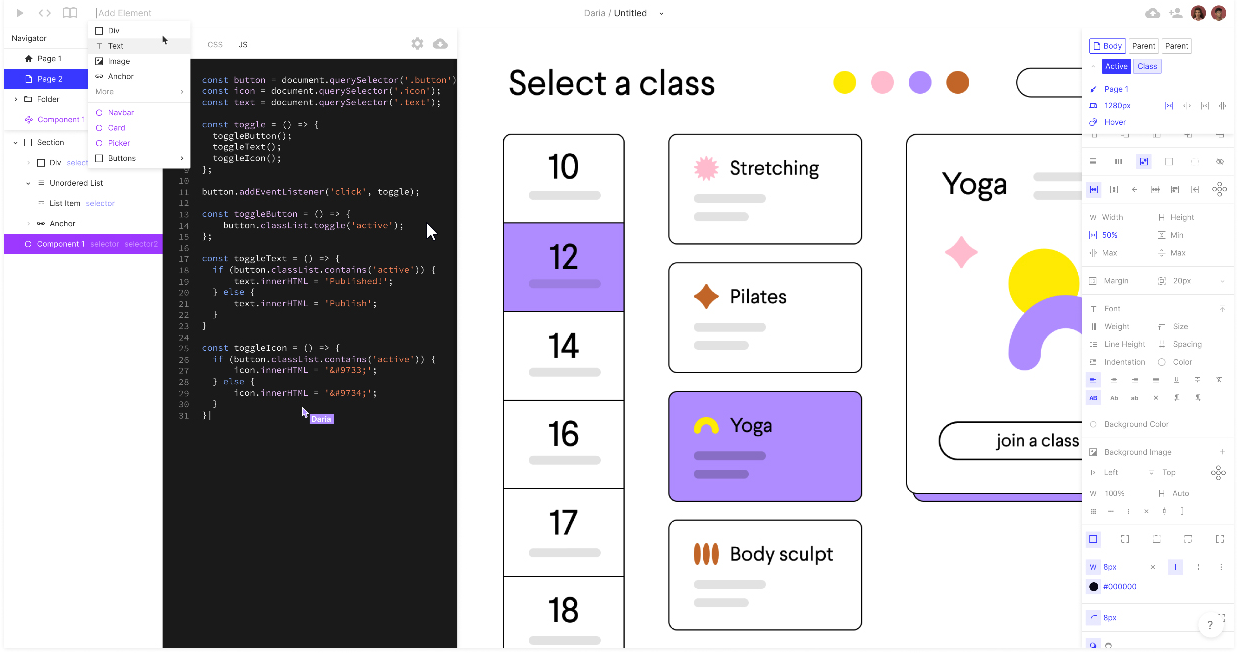 Add Element
Daria / Untitled
Navigator
Page 1
Page 2
Folder
Component 1
Section
Div
Unordered List
List Item selector
Anchor
Component 1 selector selector2
Div
Text
Image
Anchor
More
Navbar
Card
Picker
Buttons
CSS JS
const button = document.querySelector('.button')
const icon = document.querySelector('.icon');
const text = document.querySelector('.text');
const toggle = () => {
toggleButton();
toggleText();
toggleIcon();
};
10
11 button.addEventListener('click', toggle);
12
13 const toggleButton = () => {
14 button.classList.toggle('active');
15 };
16
17 const toggleText = () => {
18 if (button.classList.contains('active')) {
19 text.innerHTML = 'Published!';
20 } else {
21 text.innerHTML = 'Publish';
22 }
23 }
24
25 const toggleIcon = () => {
26 if (button.classList.contains('active')) {
27 icon.innerHTML = '&#9733;';
28 } else {
29 icon.innerHTML = '&#9734;';
30 }
31 }
Daria
Select a class
10
12
14
16
17
18
Stretching
Pilates
Yoga
Body sculpt
Yoga
join a class
Body Parent Parent
Active Class
Page 1
1280px
Hover
W Width H Height
50% Min
Max Max
Margin 20px
Font
Weight Size
Line Height Spacing
Indentation Color
AB Ab ab
Background Color
Background Image
Left Top
W 100% H Auto
W 8px
#000000
8px
?